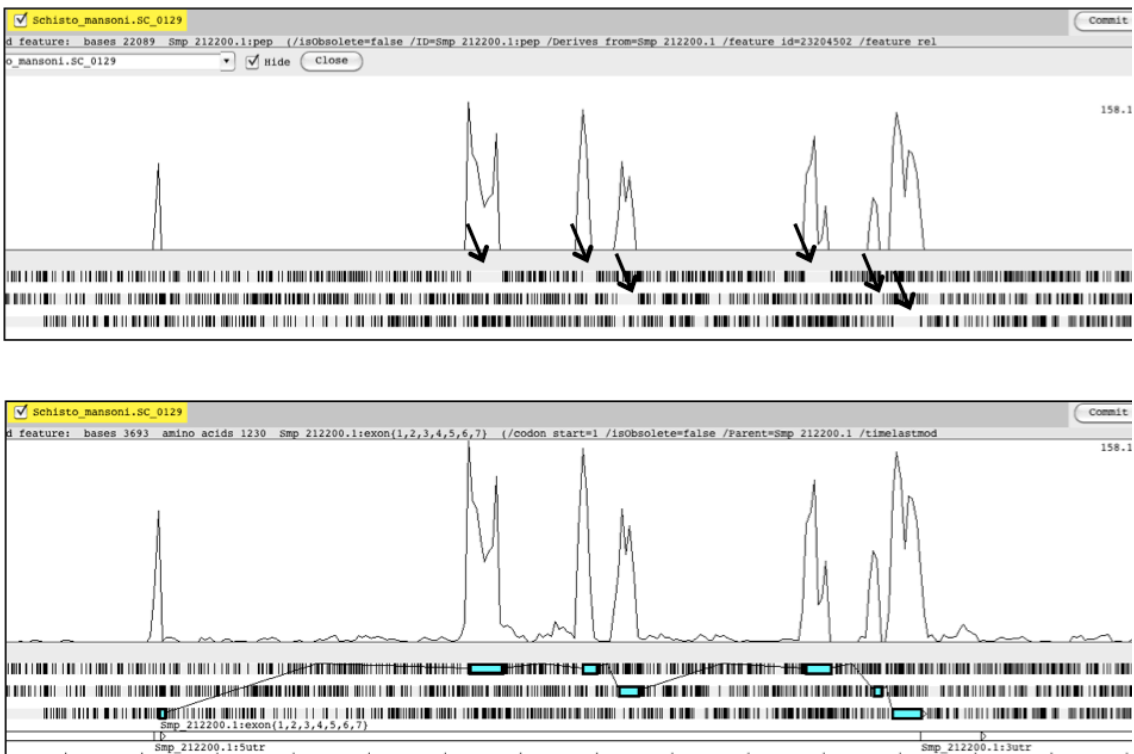 Schisto_mansoni.SC_0129 Commit
d feature: bases 22089 Smp 212200.1:pep (/isObsolete=false /ID=Smp 212200.1:pep /Derives from=Smp 212200.1 /feature id=23204502 /feature rel
o_mansoni.SC_0129 Hide Close
158.1
Schisto_mansoni.SC_0129 Commit
d feature: bases 3693 amino acids 1230 Smp 212200.1:exon{1,2,3,4,5,6,7} (/codon start=1 /isObsolete=false /Parent=Smp 212200.1 /timelastmod
158.1
Smp_212200.1:exon{1,2,3,4,5,6,7}
Smp_212200.1:5utr Smp_212200.1:3utr